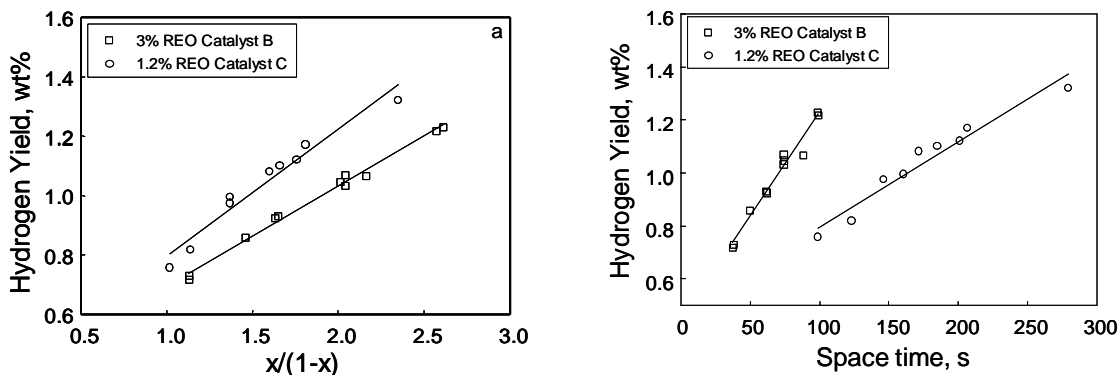 a
3% REO Catalyst B
1.2% REO Catalyst C
Hydrogen Yield, wt%
1.6
1.4
1.2
1.0
0.8
0.6
0.5
1.0
1.5
2.0
2.5
3.0
x/(1-x)
3% REO Catalyst B
1.2% REO Catalyst C
Hydrogen Yield, wt%
1.6
1.4
1.2
1.0
0.8
0.6
0
50
100
150
200
250
300
Space time, s